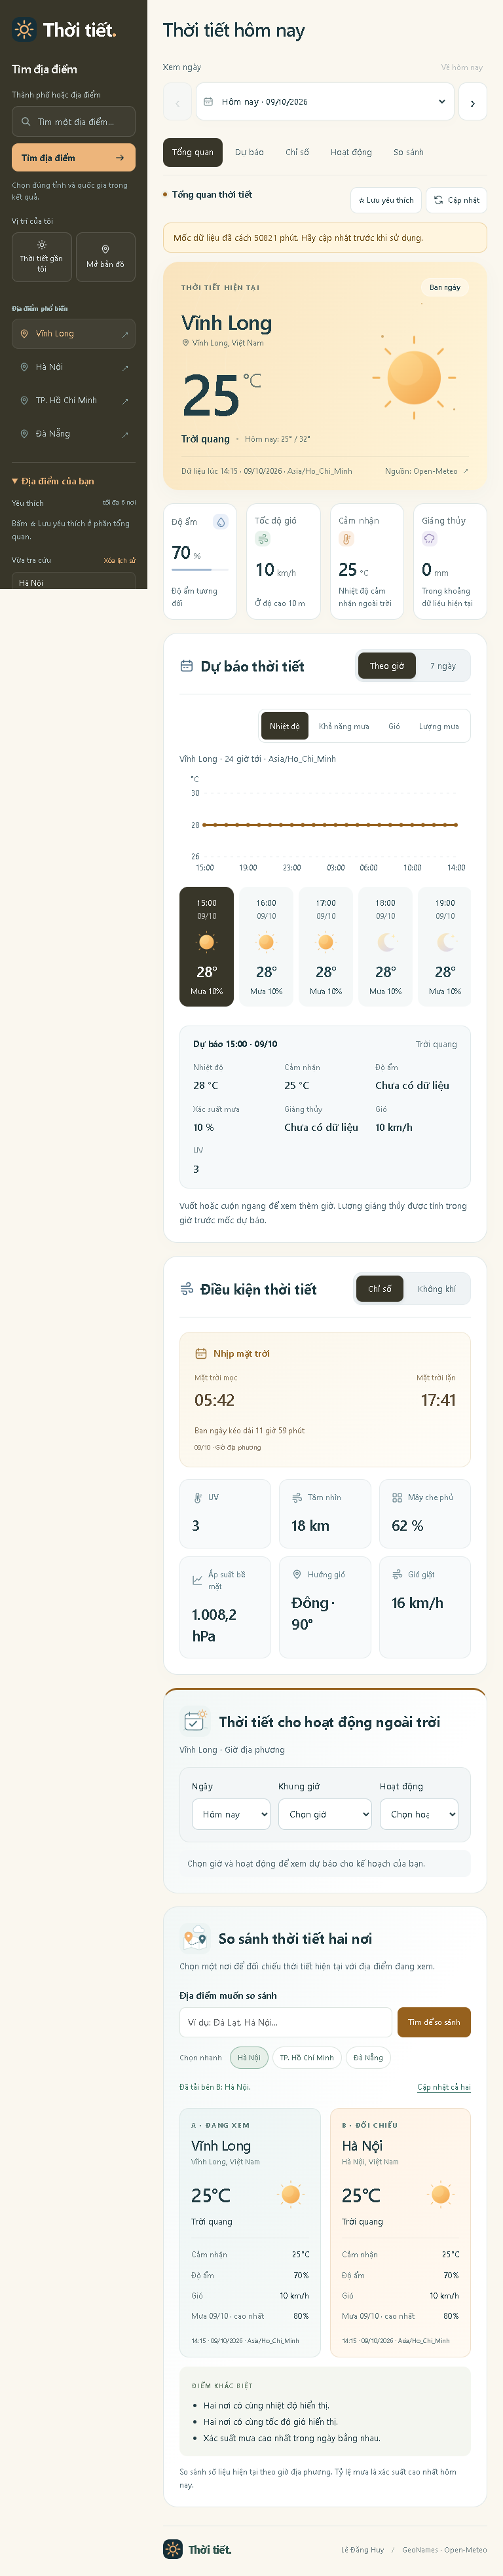 Thời tiết.
Tìm địa điểm
Thành phố hoặc địa điểm
Tìm một địa điểm...
Tìm địa điểm →
Chọn đúng tỉnh và quốc gia trong
kết quả.
Vị trí của tôi
Thời tiết gần
tôi
Mở bản đồ
Địa điểm phổ biến
Vĩnh Long ↗
Hà Nội ↗
TP. Hồ Chí Minh ↗
Đà Nẵng ↗
▼ Địa điểm của bạn
Yêu thích tối đa 6 nơi
Bấm ☆ Lưu yêu thích ở phần tổng
quan.
Vừa tra cứu Xóa lịch sử
Hà Nội
Thời tiết hôm nay
Xem ngày Về hôm nay
‹ Hôm nay · 09/10/2026 ›
Tổng quan Dự báo Chỉ số Hoạt động So sánh
Tổng quan thời tiết
☆ Lưu yêu thích Cập nhật
Mốc dữ liệu đã cách 50821 phút. Hãy cập nhật trước khi sử dụng.
THỜI TIẾT HIỆN TẠI Ban ngày
Vĩnh Long
Vĩnh Long, Việt Nam
25°C
Trời quang • Hôm nay: 25° / 32°
Dữ liệu lúc 14:15 · 09/10/2026 · Asia/Ho_Chi_Minh Nguồn: Open-Meteo ↗
Độ ẩm
70 %
Độ ẩm tương
đối
Tốc độ gió
10 km/h
Ở độ cao 10 m
Cảm nhận
25 °C
Nhiệt độ cảm
nhận ngoài trời
Giáng thủy
0 mm
Trong khoảng
dữ liệu hiện tại
Dự báo thời tiết Theo giờ 7 ngày
Nhiệt độ Khả năng mưa Gió Lượng mưa
Vĩnh Long · 24 giờ tới · Asia/Ho_Chi_Minh
°C
30
28
26
15:00 19:00 23:00 03:00 06:00 10:00 14:00
15:00 16:00 17:00 18:00 19:00
09/10 09/10 09/10 09/10 09/10
28° 28° 28° 28° 28°
Mưa 10% Mưa 10% Mưa 10% Mưa 10% Mưa 10%
Dự báo 15:00 · 09/10 Trời quang
Nhiệt độ Cảm nhận Độ ẩm
28 °C 25 °C Chưa có dữ liệu
Xác suất mưa Giáng thủy Gió
10 % Chưa có dữ liệu 10 km/h
UV
3
Vuốt hoặc cuộn ngang để xem thêm giờ. Lượng giáng thủy được tính trong
giờ trước mốc dự báo.
Điều kiện thời tiết Chỉ số Không khí
Nhịp mặt trời
Mặt trời mọc Mặt trời lặn
05:42 17:41
Ban ngày kéo dài 11 giờ 59 phút
09/10 · Giờ địa phương
UV
3
Tầm nhìn
18 km
Mây che phủ
62 %
Áp suất bề
mặt
1.008,2
hPa
Hướng gió
Đông ·
90°
Gió giật
16 km/h
Thời tiết cho hoạt động ngoài trời
Vĩnh Long · Giờ địa phương
Ngày Khung giờ Hoạt động
Hôm nay Chọn giờ Chọn hoạ
Chọn giờ và hoạt động để xem dự báo cho kế hoạch của bạn.
So sánh thời tiết hai nơi
Chọn một nơi để đối chiếu thời tiết hiện tại với địa điểm đang xem.
Địa điểm muốn so sánh
Ví dụ: Đà Lạt, Hà Nội... Tìm để so sánh
Chọn nhanh Hà Nội TP. Hồ Chí Minh Đà Nẵng
Đã tải bên B: Hà Nội. Cập nhật cả hai
A · ĐANG XEM
Vĩnh Long
Vĩnh Long, Việt Nam
25°C
Trời quang
Cảm nhận 25°C
Độ ẩm 70%
Gió 10 km/h
Mưa 09/10 · cao nhất 80%
14:15 · 09/10/2026 · Asia/Ho_Chi_Minh
B · ĐỐI CHIẾU
Hà Nội
Hà Nội, Việt Nam
25°C
Trời quang
Cảm nhận 25°C
Độ ẩm 70%
Gió 10 km/h
Mưa 09/10 · cao nhất 80%
14:15 · 09/10/2026 · Asia/Ho_Chi_Minh
ĐIỂM KHÁC BIỆT
• Hai nơi có cùng nhiệt độ hiển thị.
• Hai nơi có cùng tốc độ gió hiển thị.
• Xác suất mưa cao nhất trong ngày bằng nhau.
So sánh số liệu hiện tại theo giờ địa phương. Tỷ lệ mưa là xác suất cao nhất hôm
nay.
Thời tiết. Lê Đăng Huy / GeoNames · Open-Meteo